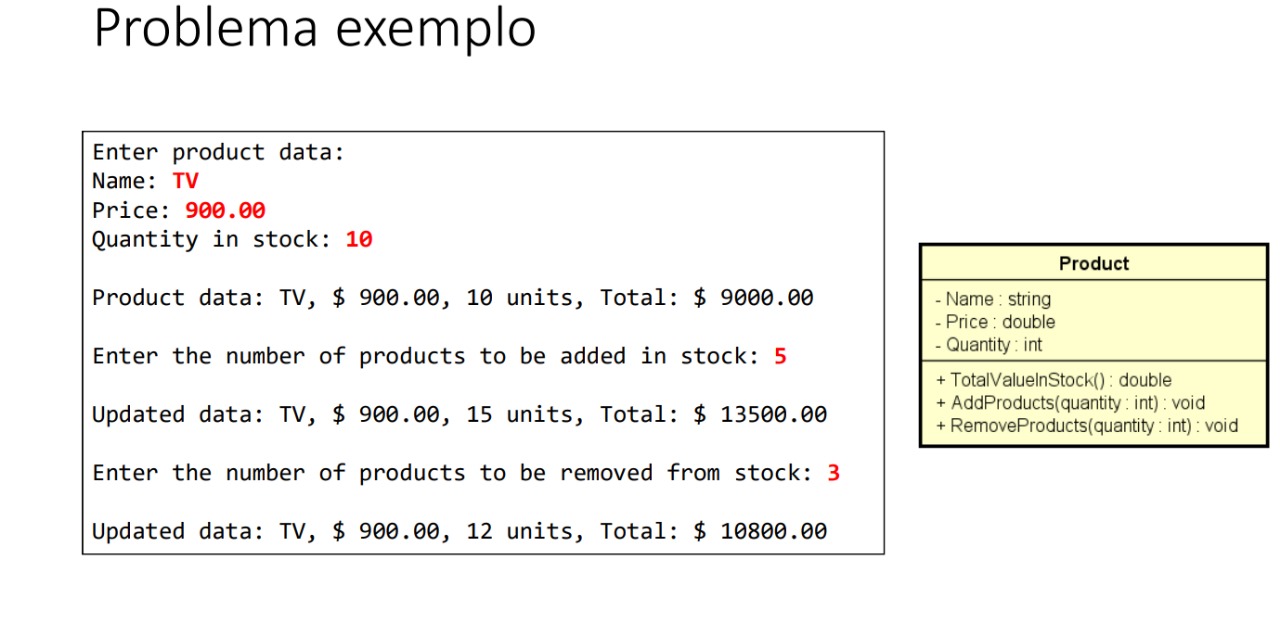 Problema exemplo
Enter product data:
Name: TV
Price: 900.00
Quantity in stock: 10
Product data: TV, $ 900.00, 10 units, Total: $ 9000.00
Enter the number of products to be added in stock: 5
Updated data: TV, $ 900.00, 15 units, Total: $ 13500.00
Enter the number of products to be removed from stock: 3
Updated data: TV, $ 900.00, 12 units, Total: $ 10800.00
Product
- Name : string
- Price : double
- Quantity : int
+ TotalValueInStock() : double
+ AddProducts(quantity : int) : void
+ RemoveProducts(quantity : int) : void